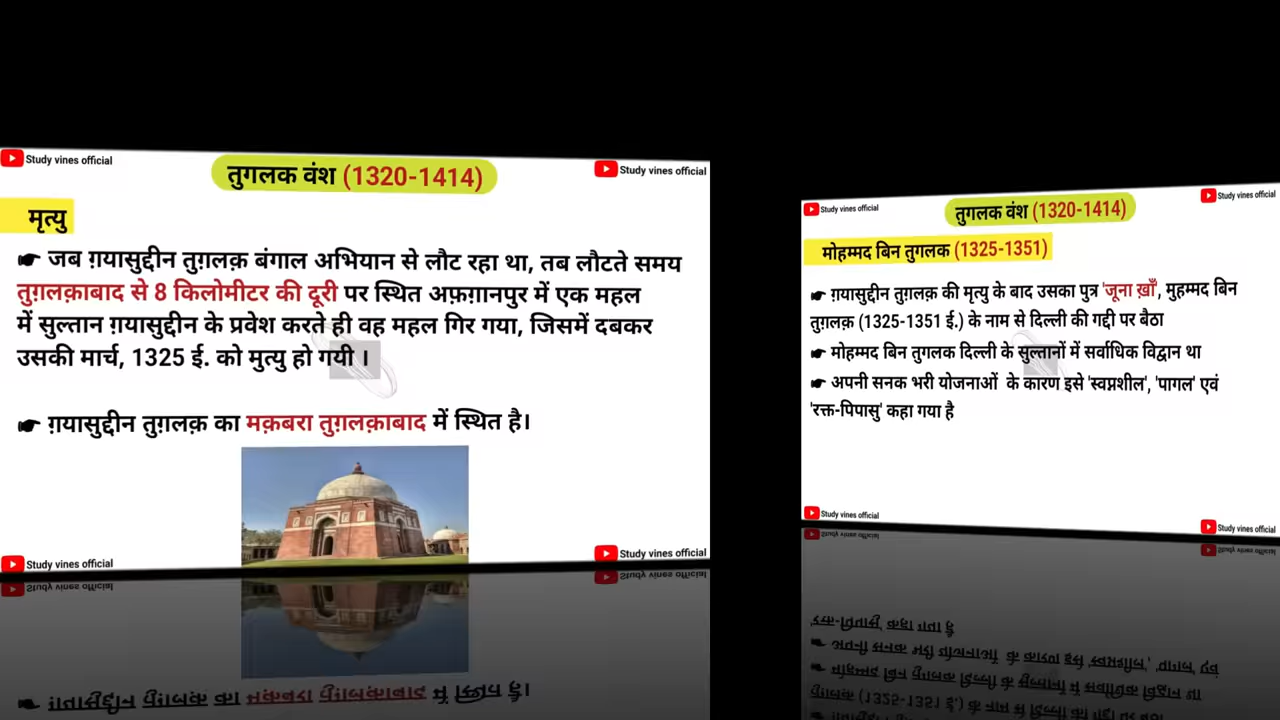 Study vines official
तुगलक वंश (1320-1414)
Study vines official
मृत्यु
☛ जब ग़यासुद्दीन तुग़लक़ बंगाल अभियान से लौट रहा था, तब लौटते समय
तुग़लक़ाबाद से 8 किलोमीटर की दूरी पर स्थित अफ़ग़ानपुर में एक महल
में सुल्तान ग़यासुद्दीन के प्रवेश करते ही वह महल गिर गया, जिसमें दबकर
उसकी मार्च, 1325 ई. को मुत्यु हो गयी ।
☛ ग़यासुद्दीन तुग़लक़ का मक़बरा तुग़लक़ाबाद में स्थित है।
Study vines official
Study vines official
Study vines official
तुगलक वंश (1320-1414)
Study vines official
मोहम्मद बिन तुगलक (1325-1351)
☛ ग़यासुद्दीन तुग़लक़ की मृत्यु के बाद उसका पुत्र 'जूना ख़ाँ', मुहम्मद बिन
तुग़लक़ (1325-1351 ई.) के नाम से दिल्ली की गद्दी पर बैठा
☛ मोहम्मद बिन तुगलक दिल्ली के सुल्तानों में सर्वाधिक विद्वान था
☛ अपनी सनक भरी योजनाओं के कारण इसे 'स्वप्नशील', 'पागल' एवं
'रक्त-पिपासु' कहा गया है
Study vines official
Study vines official